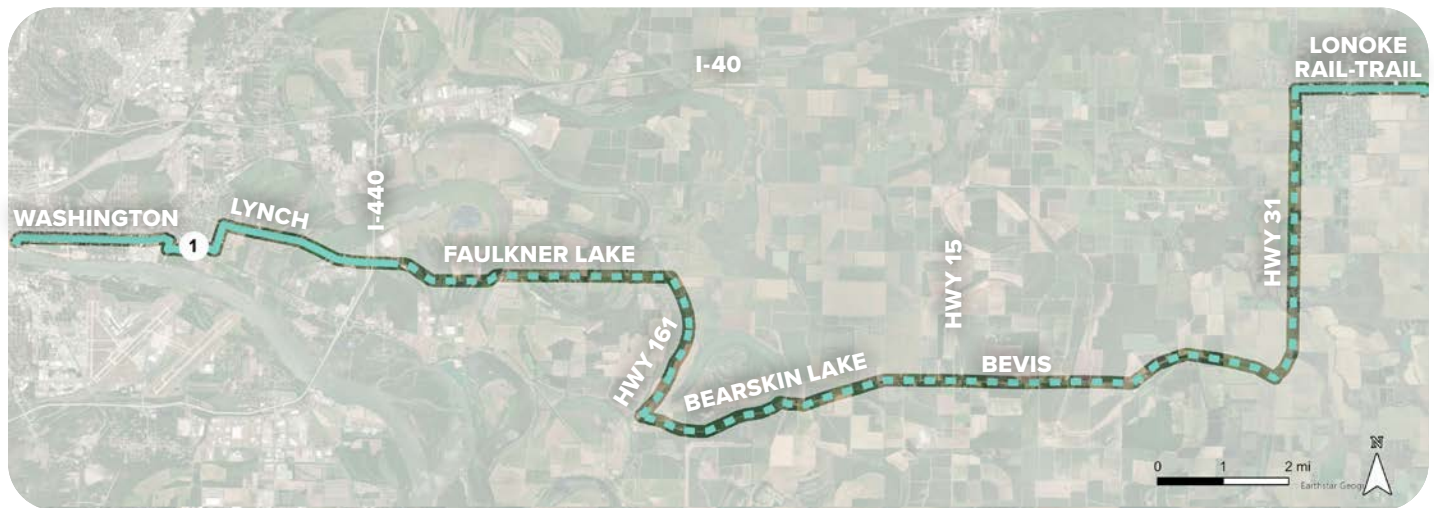 LONOKE
RAIL-TRAIL
I-40
I-440
WASHINGTON
LYNCH
1
FAULKNER LAKE
HWY 161
BEARSKIN LAKE
HWY 15
BEVIS
HWY 31
N
0 1 2 mi
Earthstar